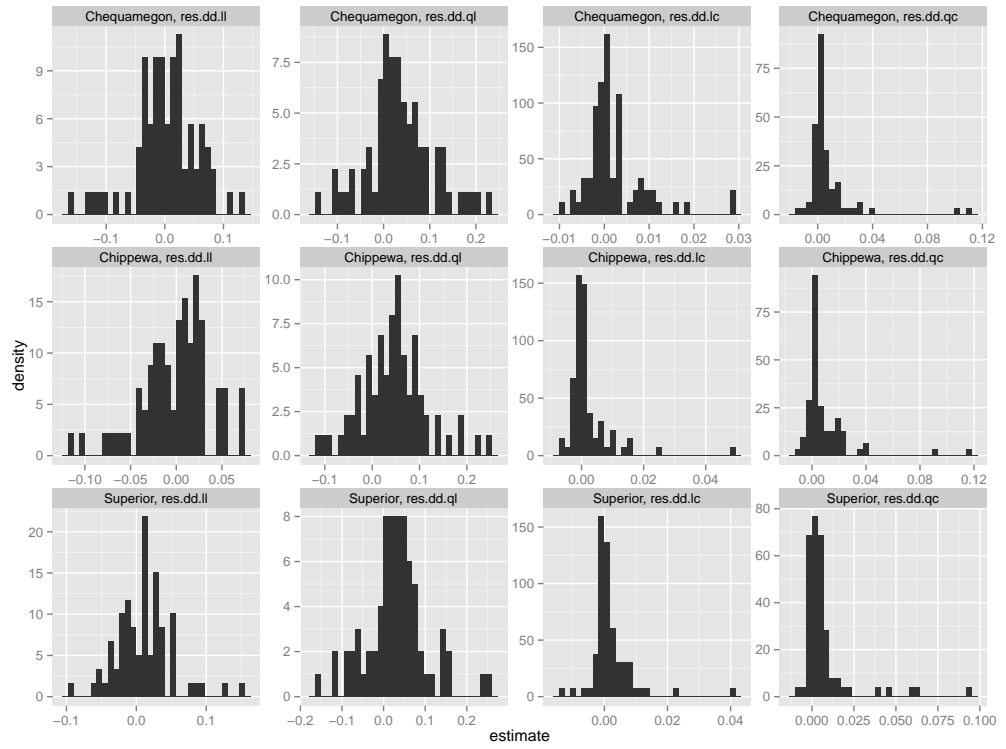 Chequamegon, res.dd.ll
Chequamegon, res.dd.ql
Chequamegon, res.dd.lc
Chequamegon, res.dd.qc
9
6
3
0
7.5
5.0
2.5
0.0
150
100
50
0
75
50
25
0
−0.1 0.0 0.1
−0.1 0.0 0.1 0.2
−0.01 0.00 0.01 0.02 0.03
0.00 0.04 0.08 0.12
Chippewa, res.dd.ll
Chippewa, res.dd.ql
Chippewa, res.dd.lc
Chippewa, res.dd.qc
15
10
5
0
10.0
7.5
5.0
2.5
0.0
150
100
50
0
75
50
25
0
−0.10 −0.05 0.00 0.05
−0.1 0.0 0.1 0.2
0.00 0.02 0.04
0.00 0.04 0.08 0.12
Superior, res.dd.ll
Superior, res.dd.ql
Superior, res.dd.lc
Superior, res.dd.qc
20
15
10
5
0
8
6
4
2
0
150
100
50
0
80
60
40
20
0
−0.1 0.0 0.1
−0.2 −0.1 0.0 0.1 0.2
0.00 0.02 0.04
0.000 0.025 0.050 0.075 0.100
density
estimate